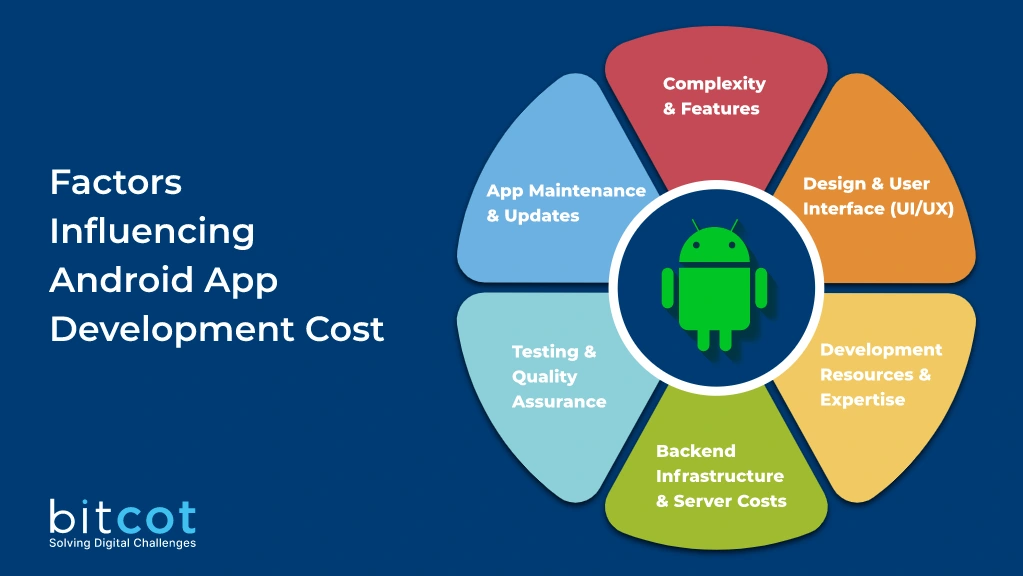 Factors
Influencing
Android App
Development Cost
Complexity
& Features
Design & User
Interface (UI/UX)
Development
Resources &
Expertise
Backend
Infrastructure
& Server Costs
Testing &
Quality
Assurance
App Maintenance
& Updates
bitcot
Solving Digital Challenges